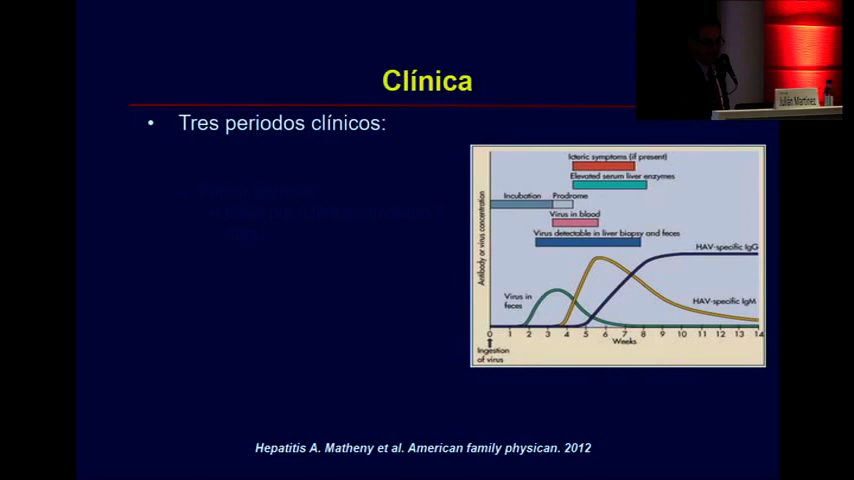 Clínica
Julián Martínez
• Tres periodos clínicos:
Icteric symptoms (if present)
Elevated serum liver enzymes
Incubation
Prodrome
Virus in blood
Virus detectable in liver biopsy and feces
Antibody or virus concentration
HAV-specific IgG
Virus in
feces
HAV-specific IgM
0 1 2 3 4 5 6 7 8 9 10 11 12 13 14
Weeks
Ingestion
of virus
Hepatitis A. Matheny et al. American family physican. 2012